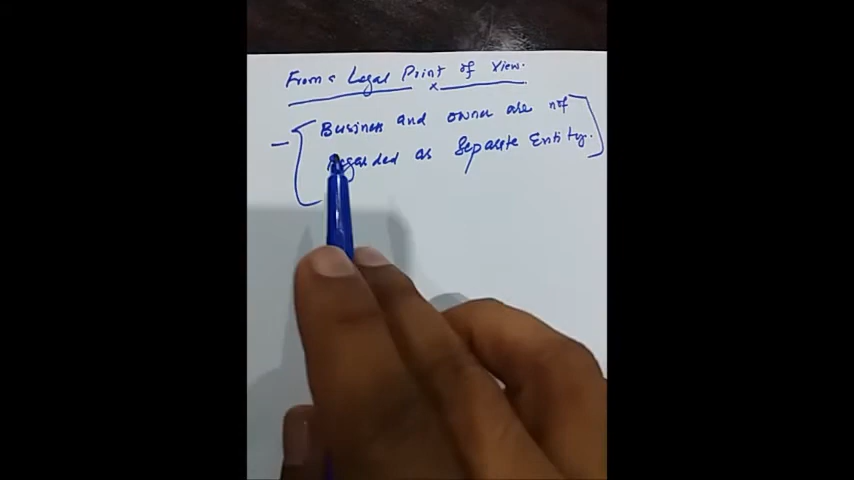 From a Legal Point of View.
x
Business and owner are not
Regarded as Separate Entity.